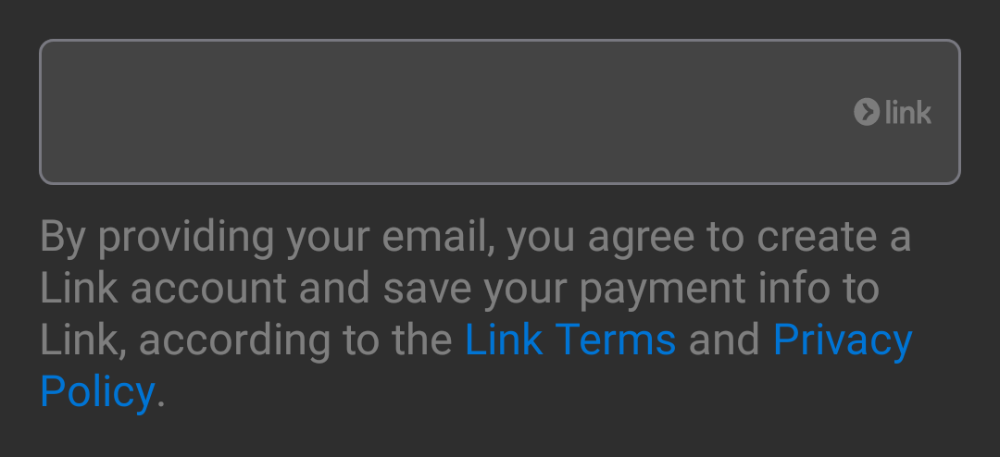 link
By providing your email, you agree to create a
Link account and save your payment info to
Link, according to the Link Terms and Privacy
Policy.